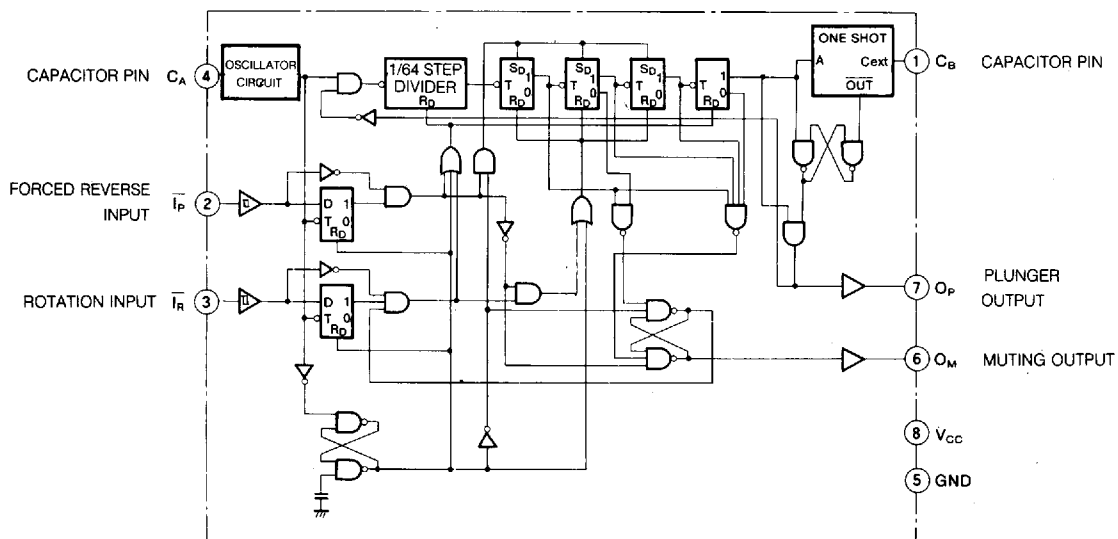 CAPACITOR PIN CA 4
OSCILLATOR
CIRCUIT
1/64 STEP
DIVIDER
RD
SD 1
T
RD 0
SD 1
T
RD 0
SD 1
T
RD 0
1
T
RD 0
ONE SHOT
A Cext
OUT
1 CB CAPACITOR PIN
FORCED REVERSE
INPUT
IP 2
D 1
T 0
RD
ROTATION INPUT IR 3
D 1
T 0
RD
7 OP PLUNGER
OUTPUT
6 OM MUTING OUTPUT
8 VCC
5 GND